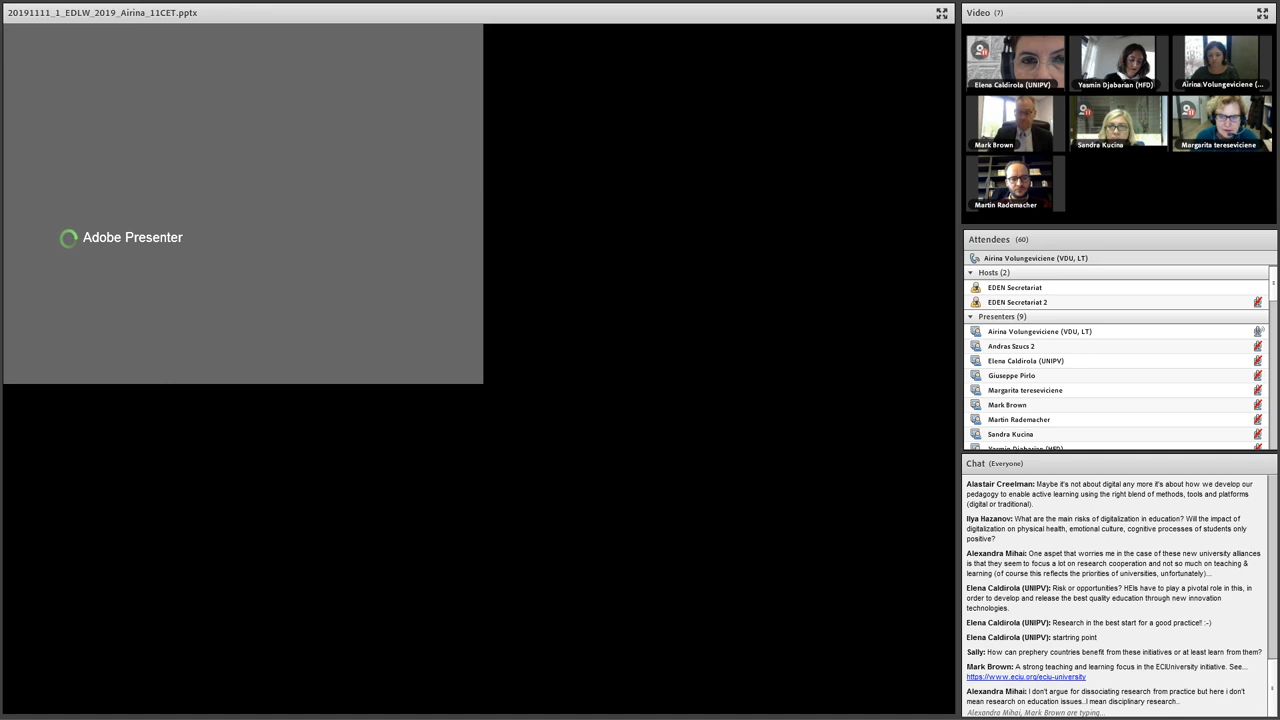 20191111_1_EDLW_2019_Airina_11CET.pptx
Adobe Presenter
Video (7)
Elena Caldirola (UNIPV)
Yasmin Djabarian (HFD)
Airina Volungeviciene (...
Mark Brown
Sandra Kucina
Margarita tereseviciene
Martin Rademacher
Attendees (60)
Airina Volungeviciene (VDU, LT)
Hosts (2)
EDEN Secretariat
EDEN Secretariat 2
Presenters (9)
Airina Volungeviciene (VDU, LT)
Andras Szucs 2
Elena Caldirola (UNIPV)
Giuseppe Pirlo
Margarita tereseviciene
Mark Brown
Martin Rademacher
Sandra Kucina
Yasmin Djabarian (HFD)
Chat (Everyone)
Alastair Creelman: Maybe it's not about digital any more it's about how we develop our
pedagogy to enable active learning using the right blend of methods, tools and platforms
(digital or traditional).
Ilya Hazanov: What are the main risks of digitalization in education? Will the impact of
digitalization on physical health, emotional culture, cognitive processes of students only
positive?
Alexandra Mihai: One aspet that worries me in the case of these new university alliances
is that they seem to focus a lot on research cooperation and not so much on teaching &
learning (of course this reflects the priorities of universities, unfortunately)...
Elena Caldirola (UNIPV): Risk or opportunities? HEIs have to play a pivotal role in this, in
order to develop and release the best quality education through new innovation
technologies.
Elena Caldirola (UNIPV): Research in the best start for a good practice! :-)
Elena Caldirola (UNIPV): starring point
Sally: How can prephery countries benefit from these initiatives or at least learn from them?
Mark Brown: A strong teaching and learning focus in the ECIUniversity initiative. See...
https://www.eciu.org/eciu-university
Alexandra Mihai: I don't argue for dissociating research from practice but here i don't
mean research on education issues..I mean disciplinary research..
Alexandra Mihai, Mark Brown are typing...